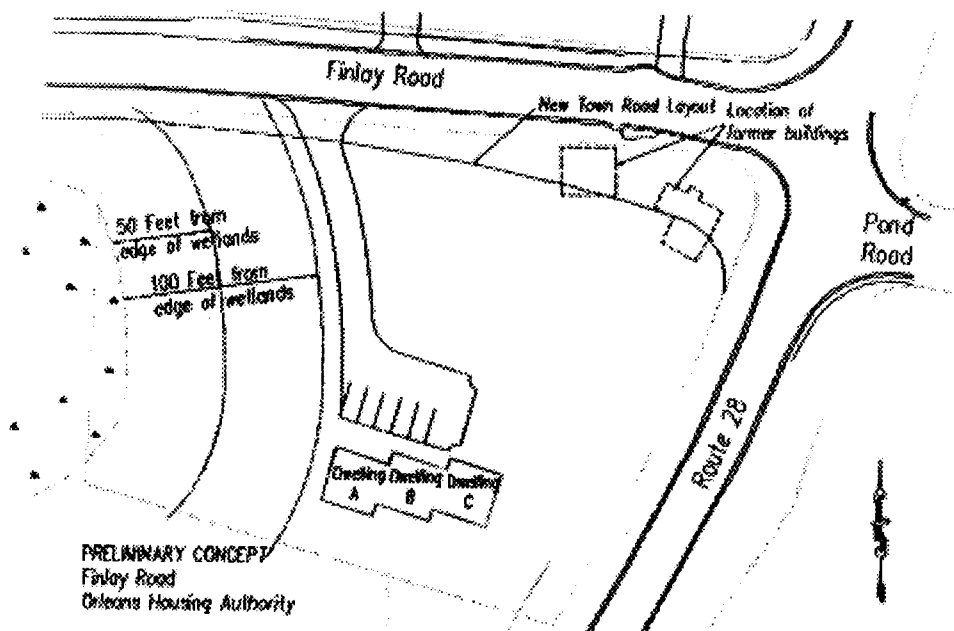 Finlay Road
New Town Road Layout
Location of
former buildings
Pond
Road
50 Feet from
edge of wetlands
100 Feet from
edge of wetlands
Route 28
Dwelling
A
Dwelling
B
Dwelling
C
PRELIMINARY CONCEPT
Finlay Road
Orleans Housing Authority